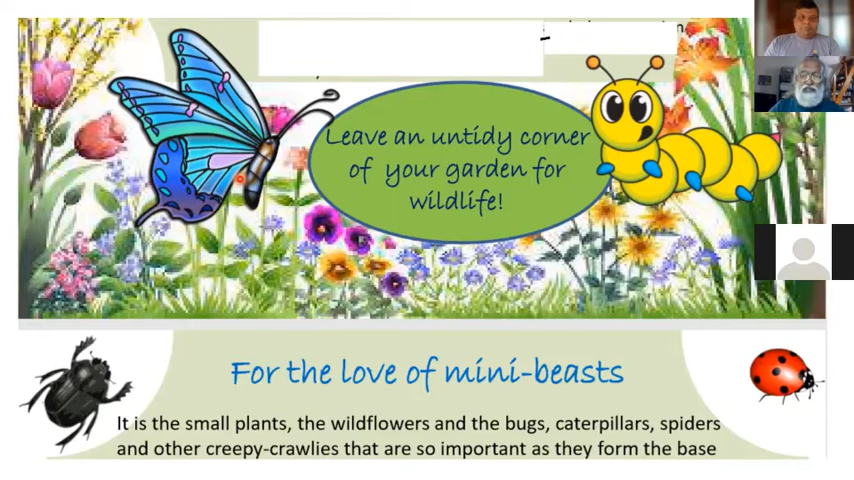 Leave an untidy corner
of your garden for
wildlife!
For the love of mini-beasts
It is the small plants, the wildflowers and the bugs, caterpillars, spiders
and other creepy-crawlies that are so important as they form the base